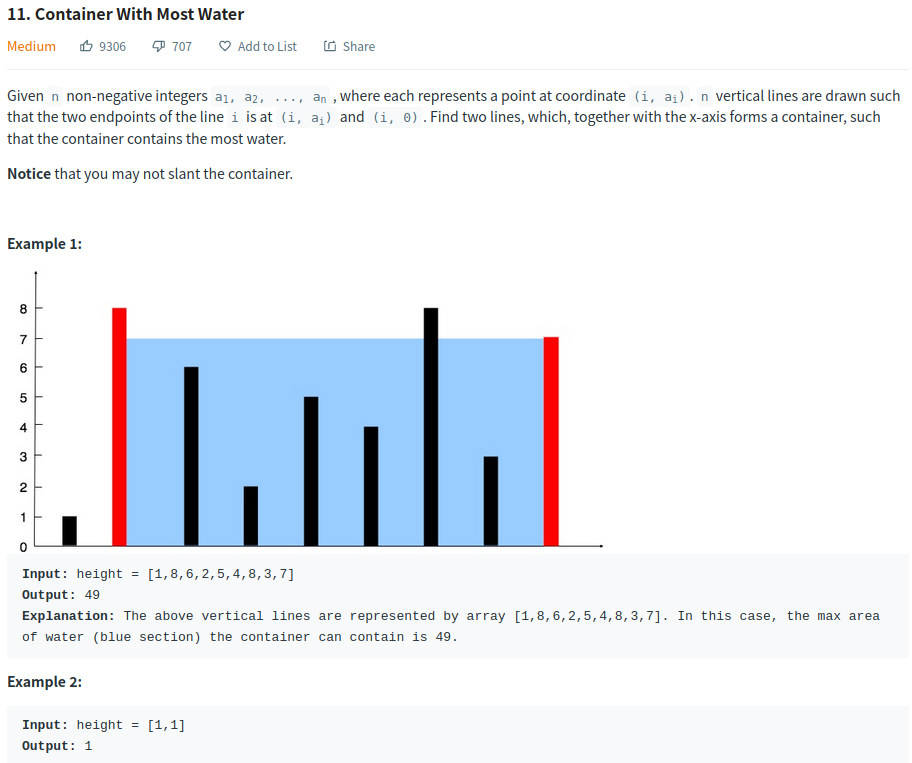 11. Container With Most Water
Medium 9306 707 Add to List Share
Given n non-negative integers a1, a2, ..., an , where each represents a point at coordinate (i, ai). n vertical lines are drawn such
that the two endpoints of the line i is at (i, ai) and (i, 0). Find two lines, which, together with the x-axis forms a container, such
that the container contains the most water.
Notice that you may not slant the container.
Example 1:
8
7
6
5
4
3
2
1
0
Input: height = [1,8,6,2,5,4,8,3,7]
Output: 49
Explanation: The above vertical lines are represented by array [1,8,6,2,5,4,8,3,7]. In this case, the max area
of water (blue section) the container can contain is 49.
Example 2:
Input: height = [1,1]
Output: 1